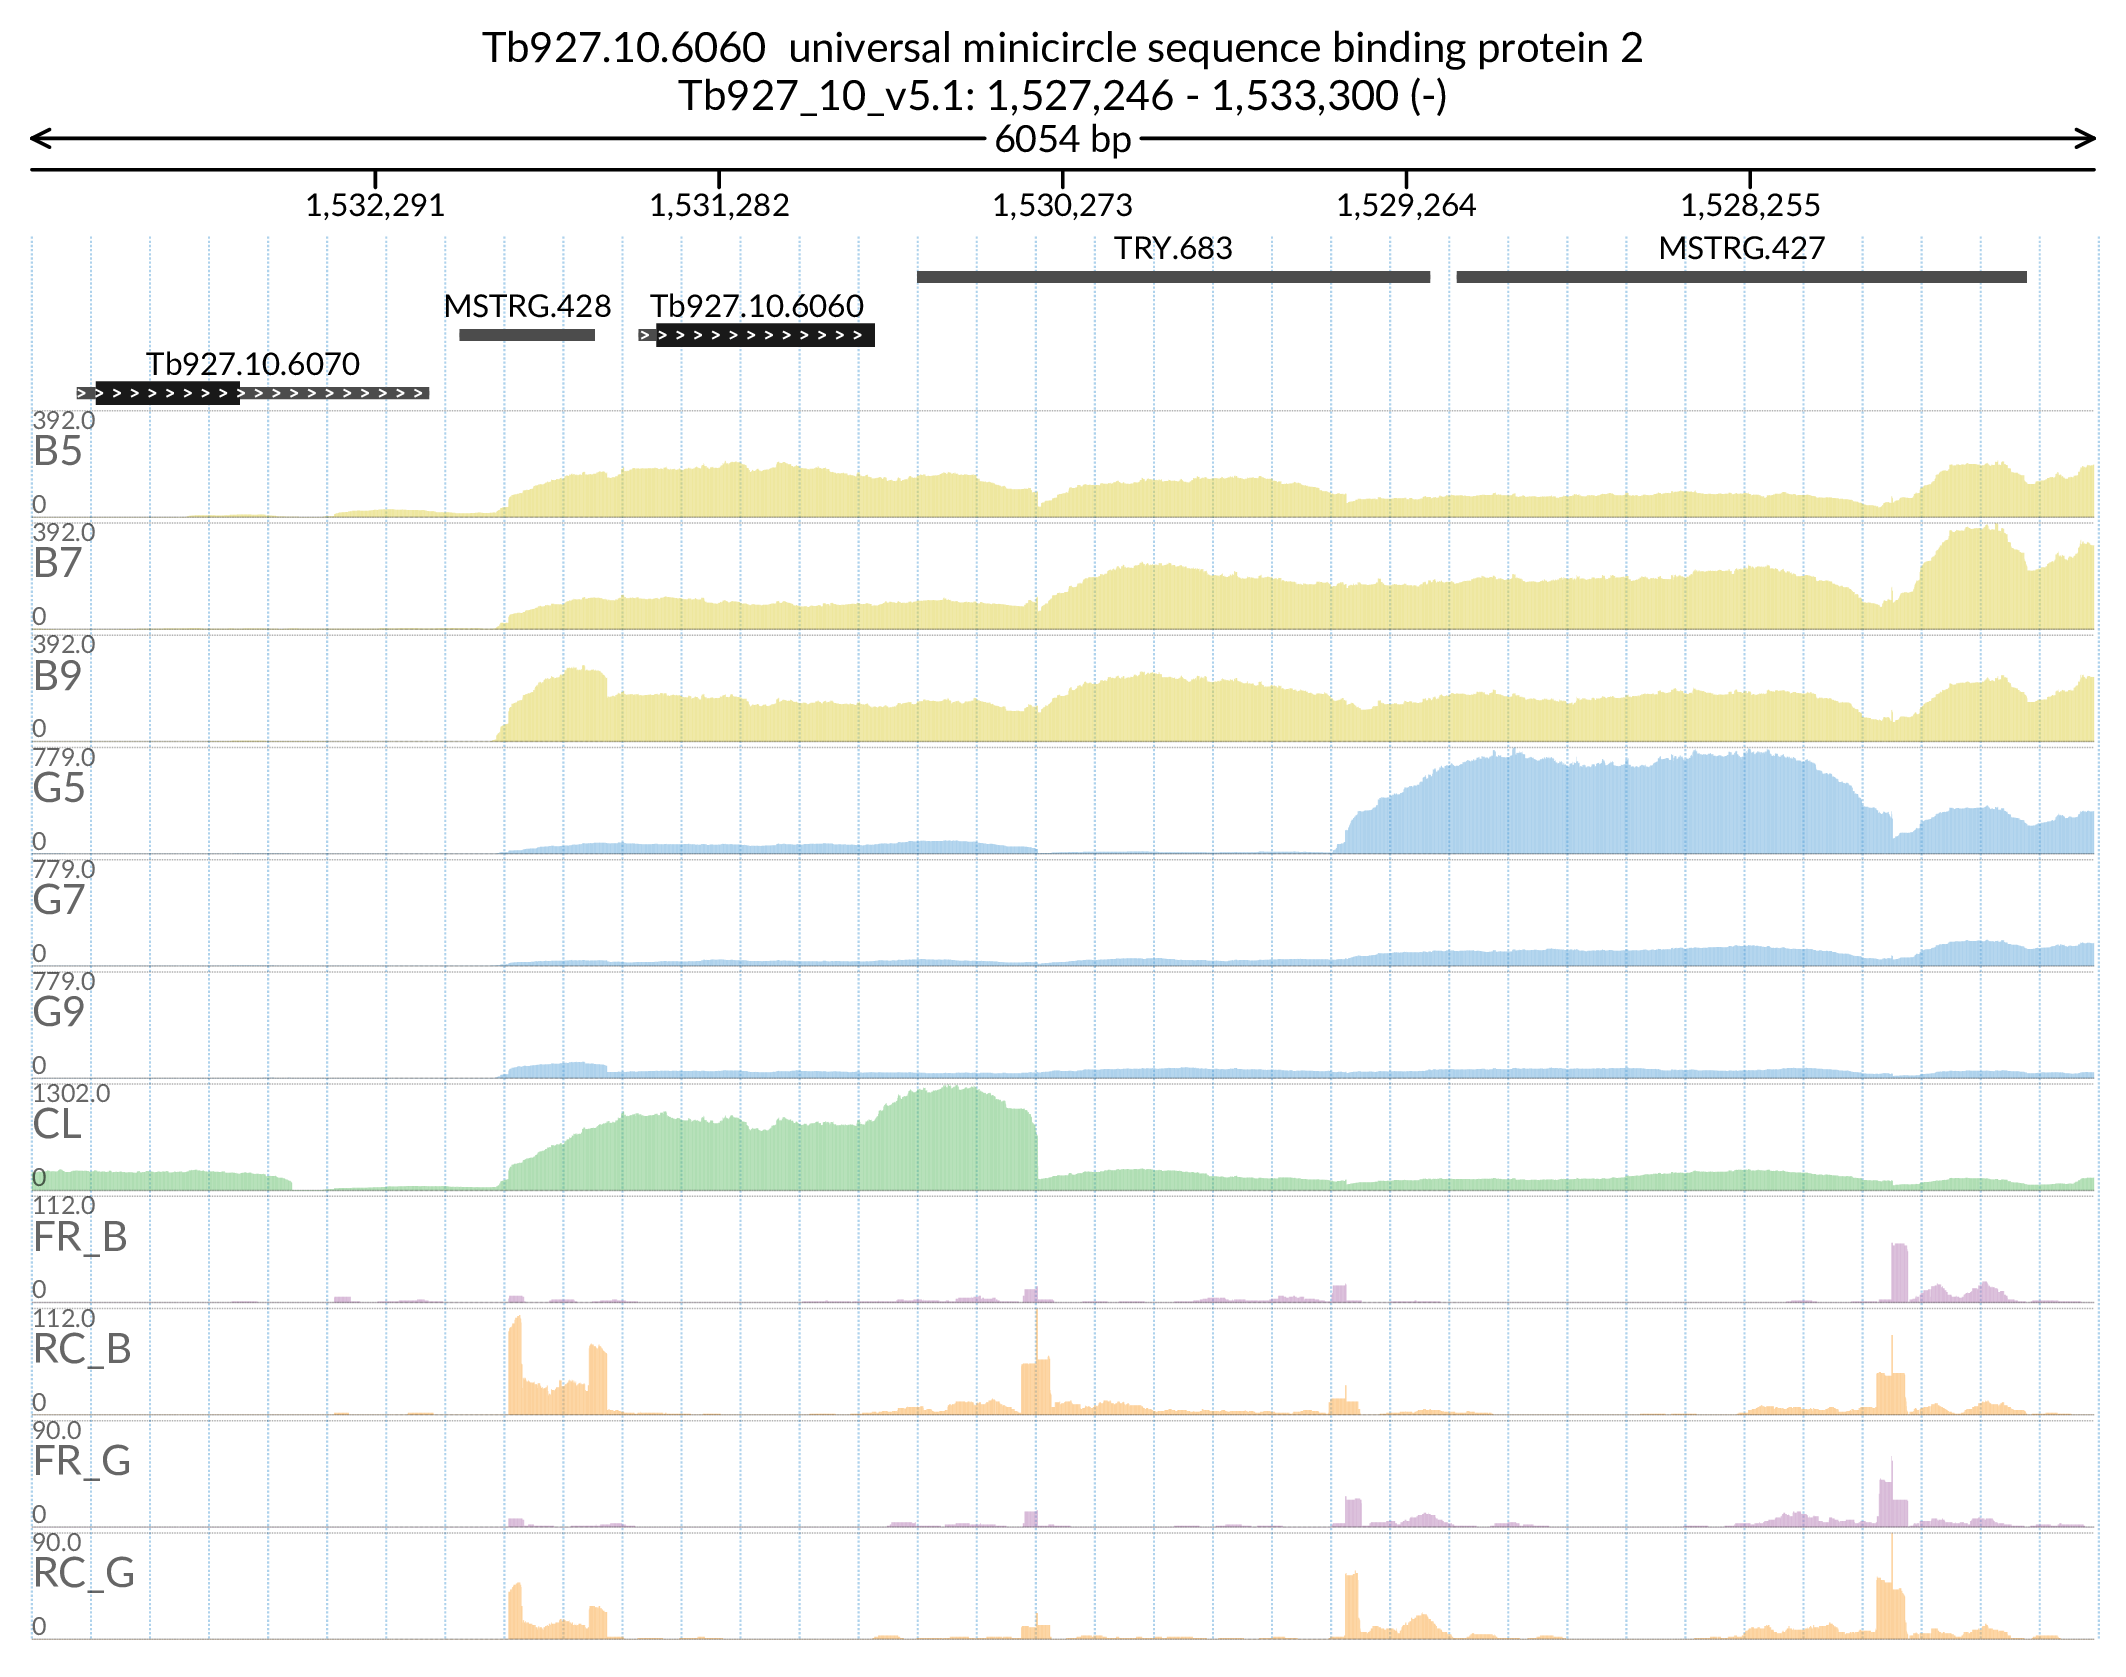 Tb927.10.6060 universal minicircle sequence binding protein 2
Tb927_10_v5.1: 1,527,246 - 1,533,300 (-)
6054 bp
1,532,291 1,531,282 1,530,273 1,529,264 1,528,255
TRY.683 MSTRG.427
MSTRG.428 Tb927.10.6060
Tb927.10.6070
392.0
B5
0
392.0
B7
0
392.0
B9
0
779.0
G5
0
779.0
G7
0
779.0
G9
0
1302.0
CL
0
112.0
FR_B
0
112.0
RC_B
0
90.0
FR_G
0
90.0
RC_G
0